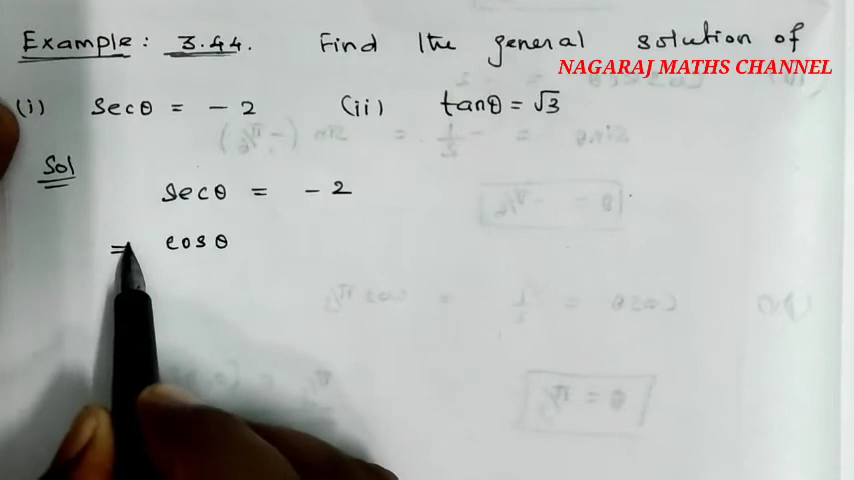 Example: 3.44. Find the general solution of
NAGARAJ MATHS CHANNEL
(i) secθ = - 2 (ii) tanθ = √3
Sol
secθ = - 2
= cosθ